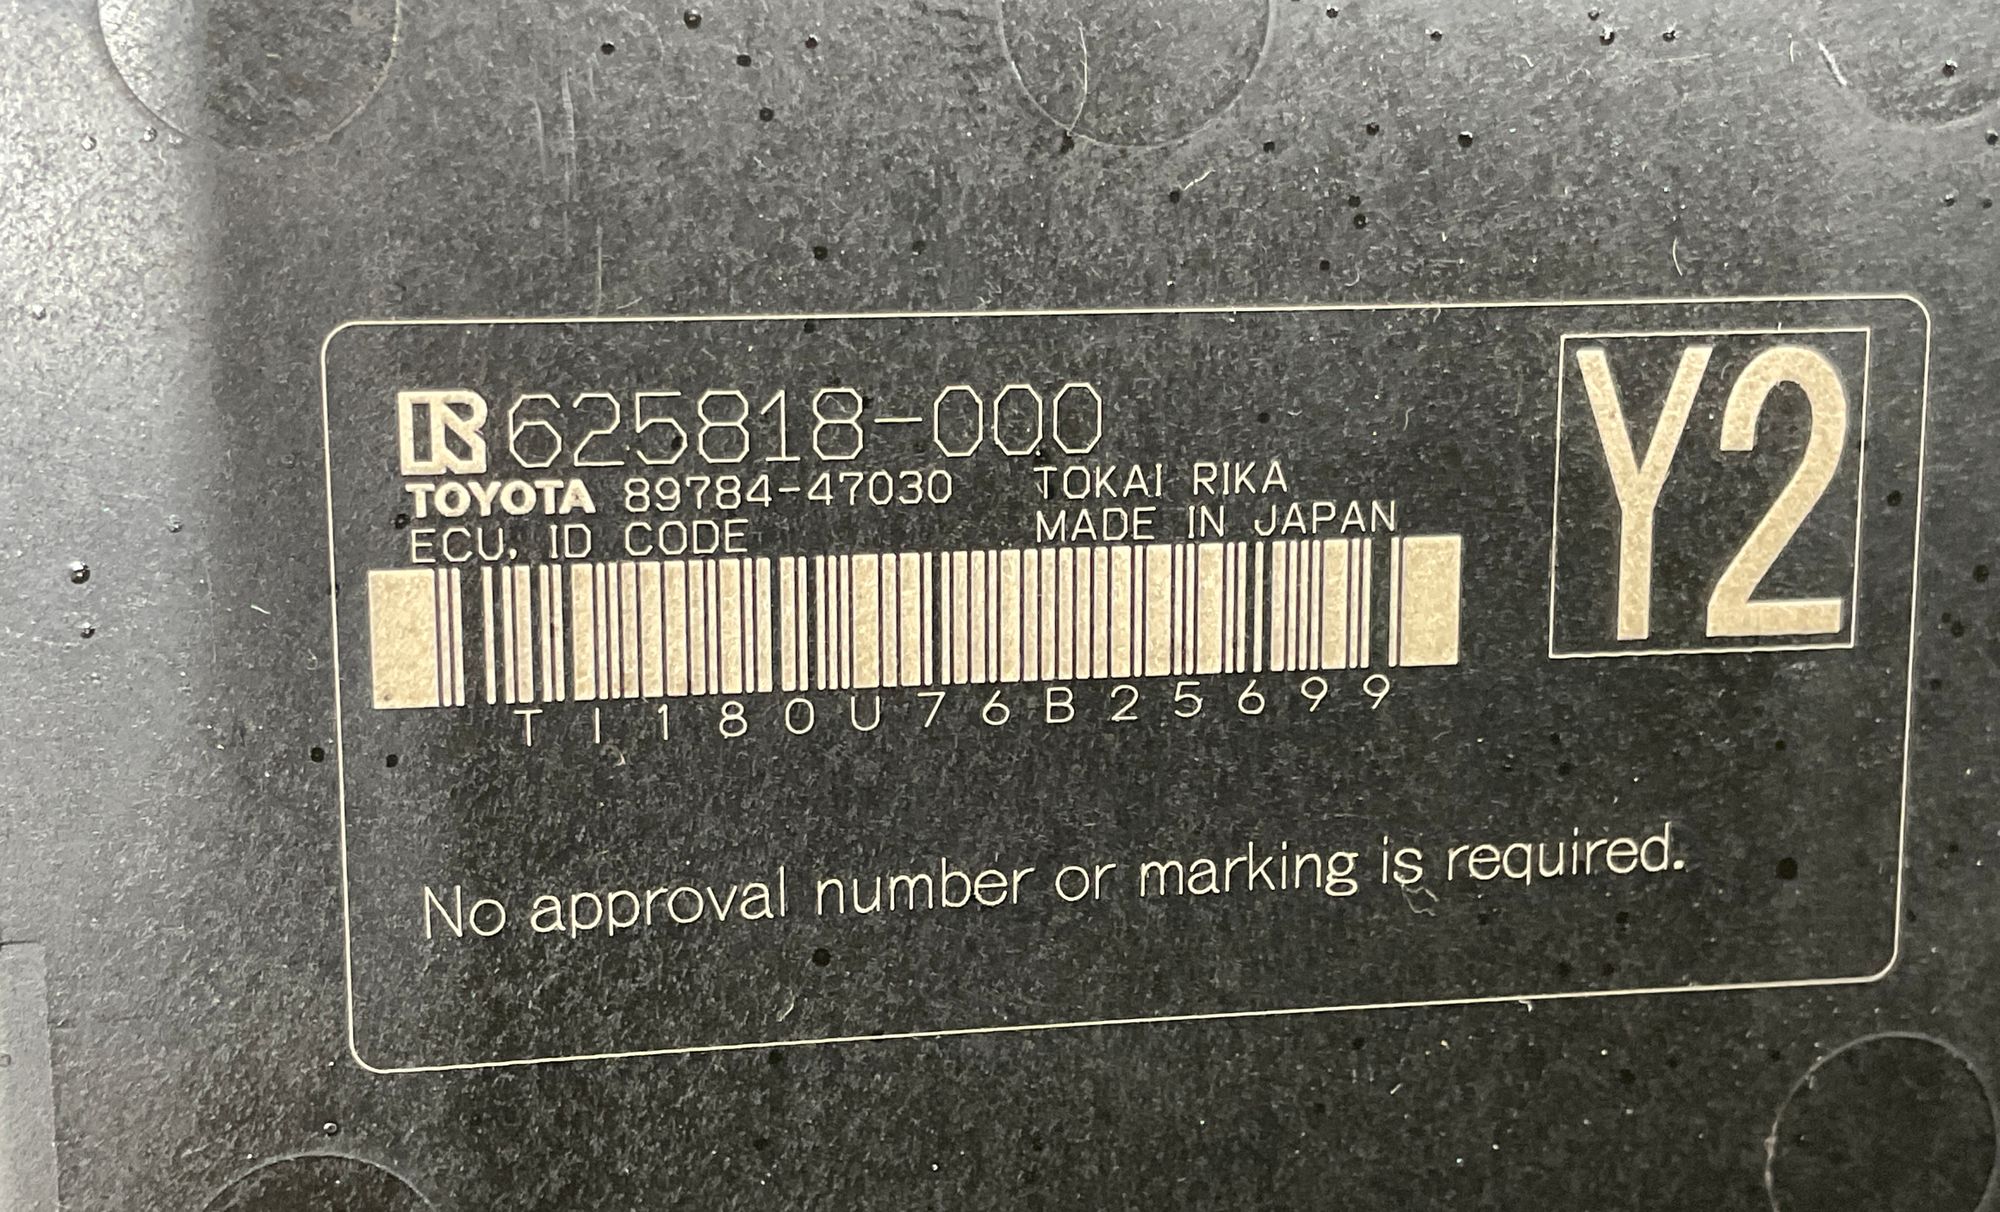 R 625818-000
Y2
TOYOTA 89784-47030 TOKAI RIKA
ECU, ID CODE MADE IN JAPAN
TI180U76B25699
No approval number or marking is required.